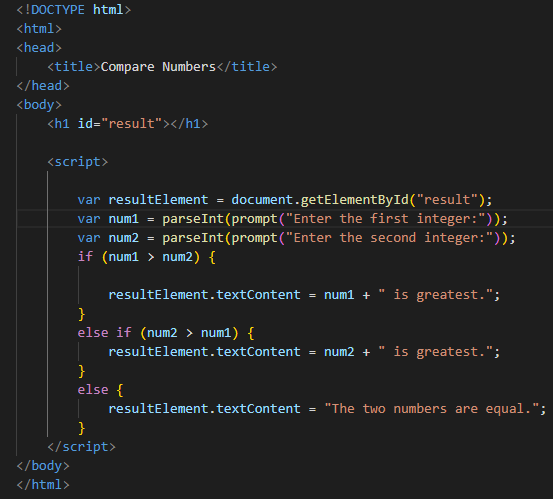 <!DOCTYPE html>
<html>
<head>
    <title>Compare Numbers</title>
</head>
<body>
    <h1 id="result"></h1>

    <script>

        var resultElement = document.getElementById("result");
        var num1 = parseInt(prompt("Enter the first integer:"));
        var num2 = parseInt(prompt("Enter the second integer:"));
        if (num1 > num2) {

            resultElement.textContent = num1 + " is greatest.";
        }
        else if (num2 > num1) {
            resultElement.textContent = num2 + " is greatest.";
        }
        else {
            resultElement.textContent = "The two numbers are equal.";
        }
    </script>
</body>
</html>